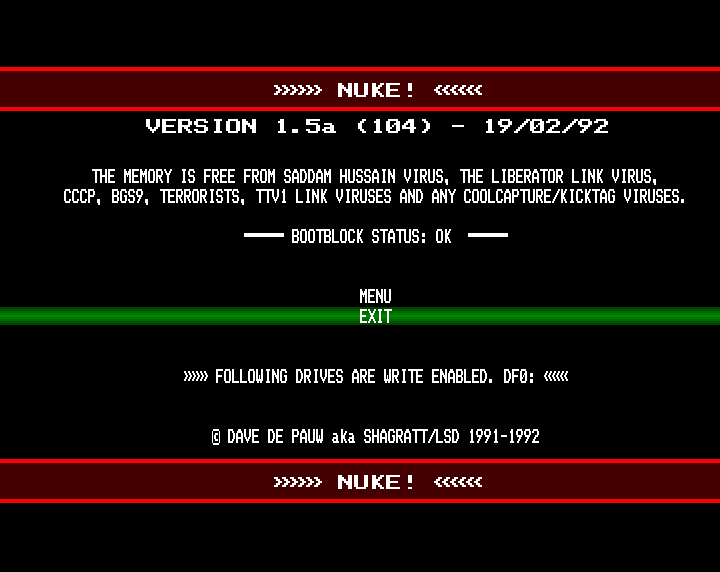 »»»» NUKE! ««««
VERSION 1.5a (104) - 19/02/92
THE MEMORY IS FREE FROM SADDAM HUSSAIN VIRUS, THE LIBERATOR LINK VIRUS,
CCCP, BGS9, TERRORISTS, TTV1 LINK VIRUSES AND ANY COOLCAPTURE/KICKTAG VIRUSES.
BOOTBLOCK STATUS: OK
MENU
EXIT
»»» FOLLOWING DRIVES ARE WRITE ENABLED. DF0: «««
© DAVE DE PAUW aka SHAGRATT/LSD 1991-1992
»»»» NUKE! ««««